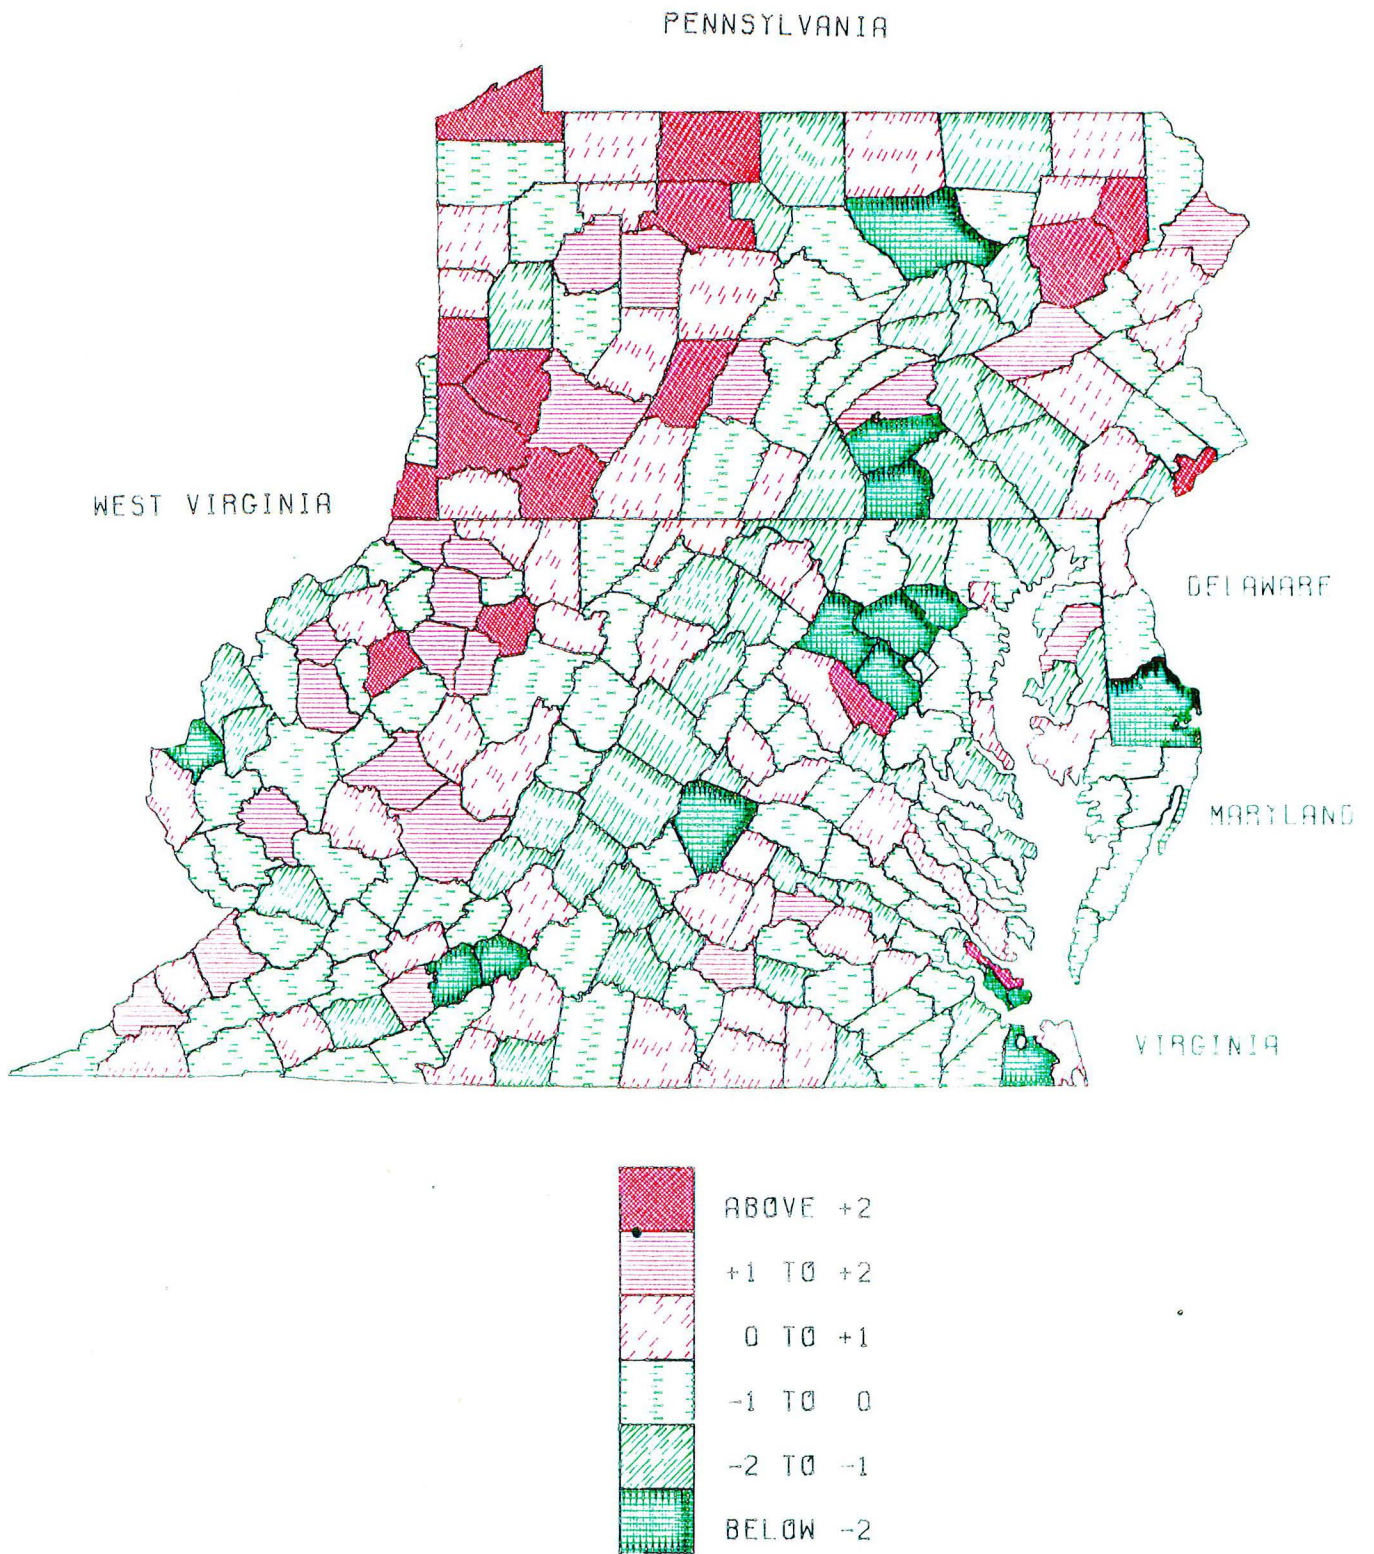 PENNSYLVANIA
WEST VIRGINIA
DELAWARE
MARYLAND
VIRGINIA
ABOVE +2
+1 TO +2
0 TO +1
-1 TO 0
-2 TO -1
BELOW -2